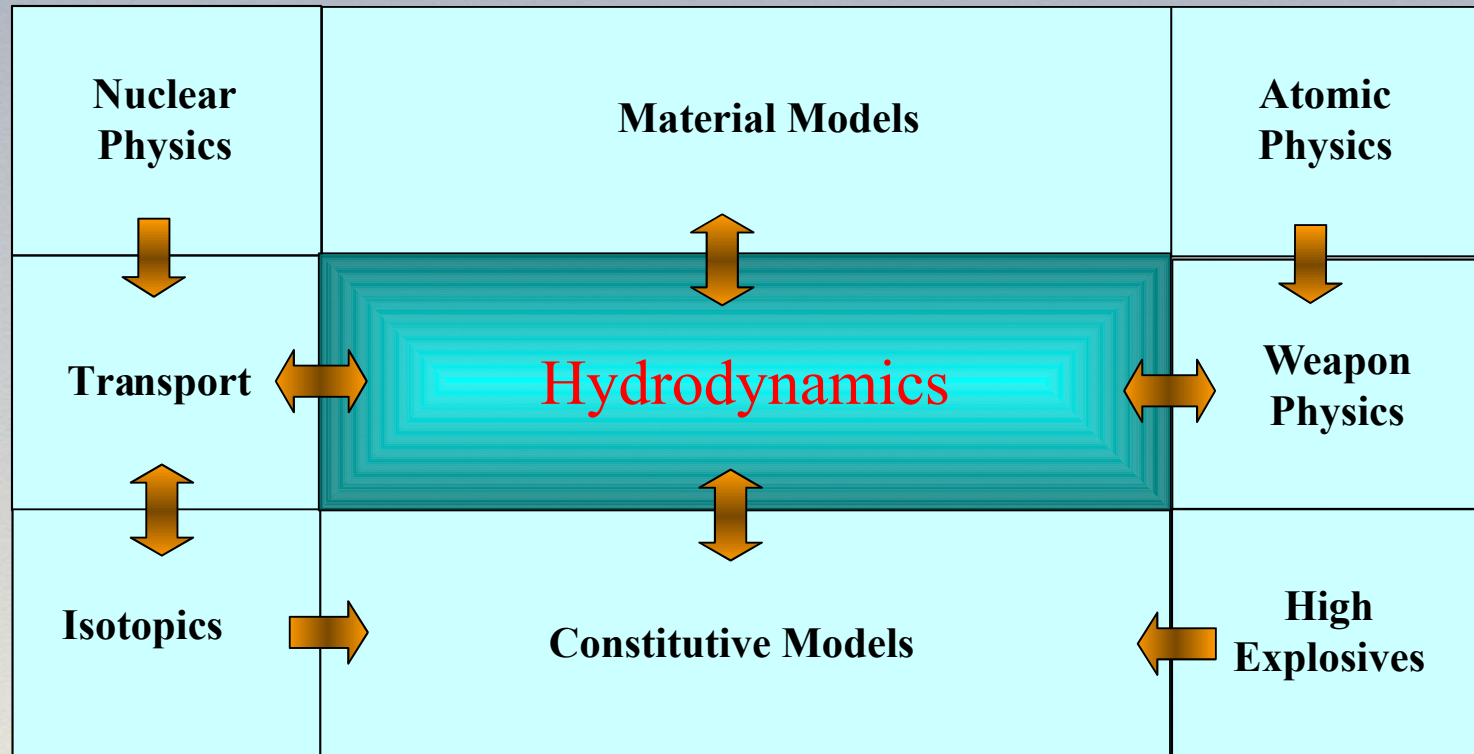 Nuclear
Physics
Material Models
Atomic
Physics
Transport
Hydrodynamics
Weapon
Physics
Isotopics
Constitutive Models
High
Explosives